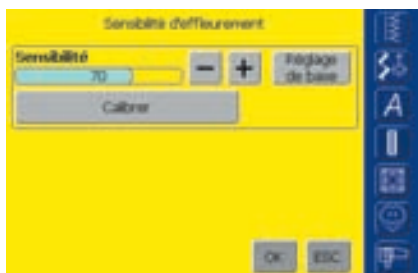 Sensibilité d'effleurement
Sensibilité
70
Réglage
de base
Calibrer
OK
ESC
A